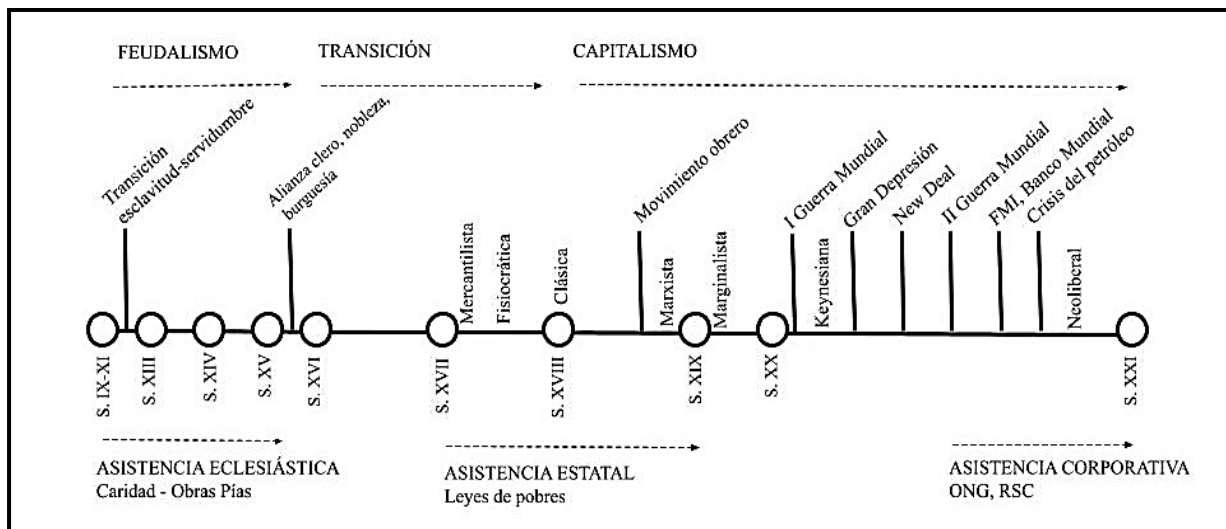 FEUDALISMO
TRANSICIÓN
CAPITALISMO
Transición
esclavitud-servidumbre
Alianza clero, nobleza,
burguesía
Mercantilista
Fisiocrática
Clásica
Movimiento obrero
Marxista
Marginalista
I Guerra Mundial
Keynesiana
Gran Depresión
New Deal
II Guerra Mundial
FMI, Banco Mundial
Crisis del petróleo
Neoliberal
S. IX-XI
S. XIII
S. XIV
S. XV
S. XVI
S. XVII
S. XVIII
S. XIX
S. XX
S. XXI
ASISTENCIA ECLESIÁSTICA
Caridad - Obras Pías
ASISTENCIA ESTATAL
Leyes de pobres
ASISTENCIA CORPORATIVA
ONG, RSC